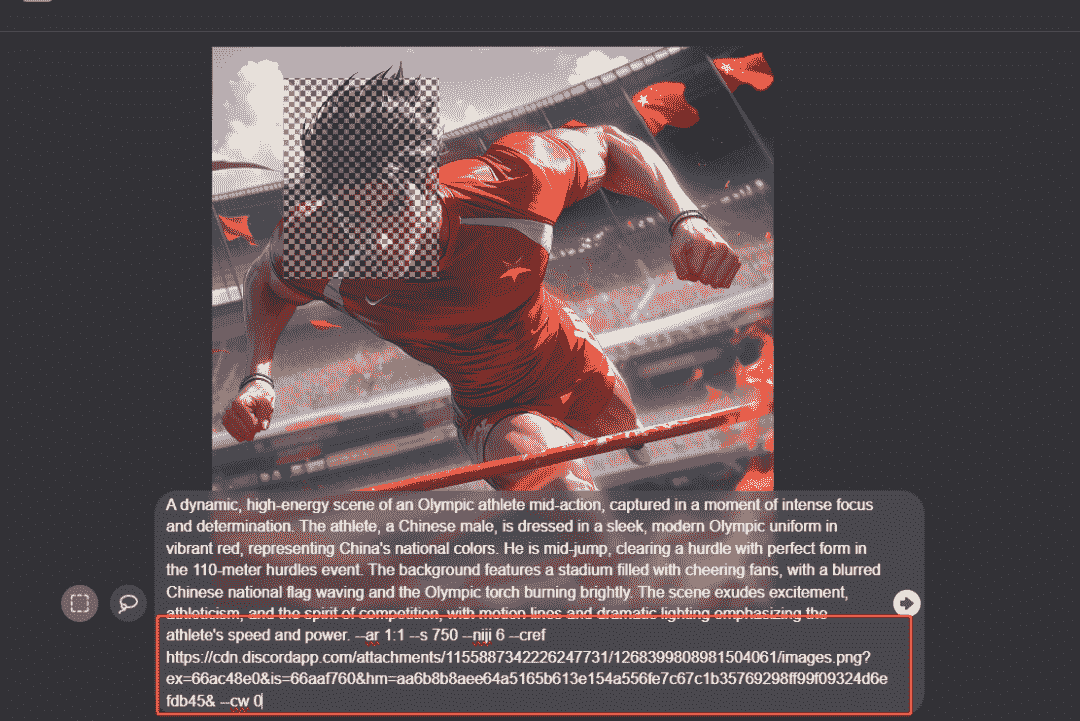 A dynamic, high-energy scene of an Olympic athlete mid-action, captured in a moment of intense focus
and determination. The athlete, a Chinese male, is dressed in a sleek, modern Olympic uniform in
vibrant red, representing China's national colors. He is mid-jump, clearing a hurdle with perfect form in
the 110-meter hurdles event. The background features a stadium filled with cheering fans, with a blurred
Chinese national flag waving and the Olympic torch burning brightly. The scene exudes excitement,
athleticism, and the spirit of competition, with motion lines and dramatic lighting emphasizing the
athlete's speed and power. --ar 1:1 --s 750 --niji 6 --cref
https://cdn.discordapp.com/attachments/1155887342226247731/1268399808981504061/images.png?
ex=66ac48e0&is=66aaf760&hm=aa6b8b8aee64a5165b613e154a556fe7c67c1b35769298ff99f09324d6e
fdb45& --cw 0